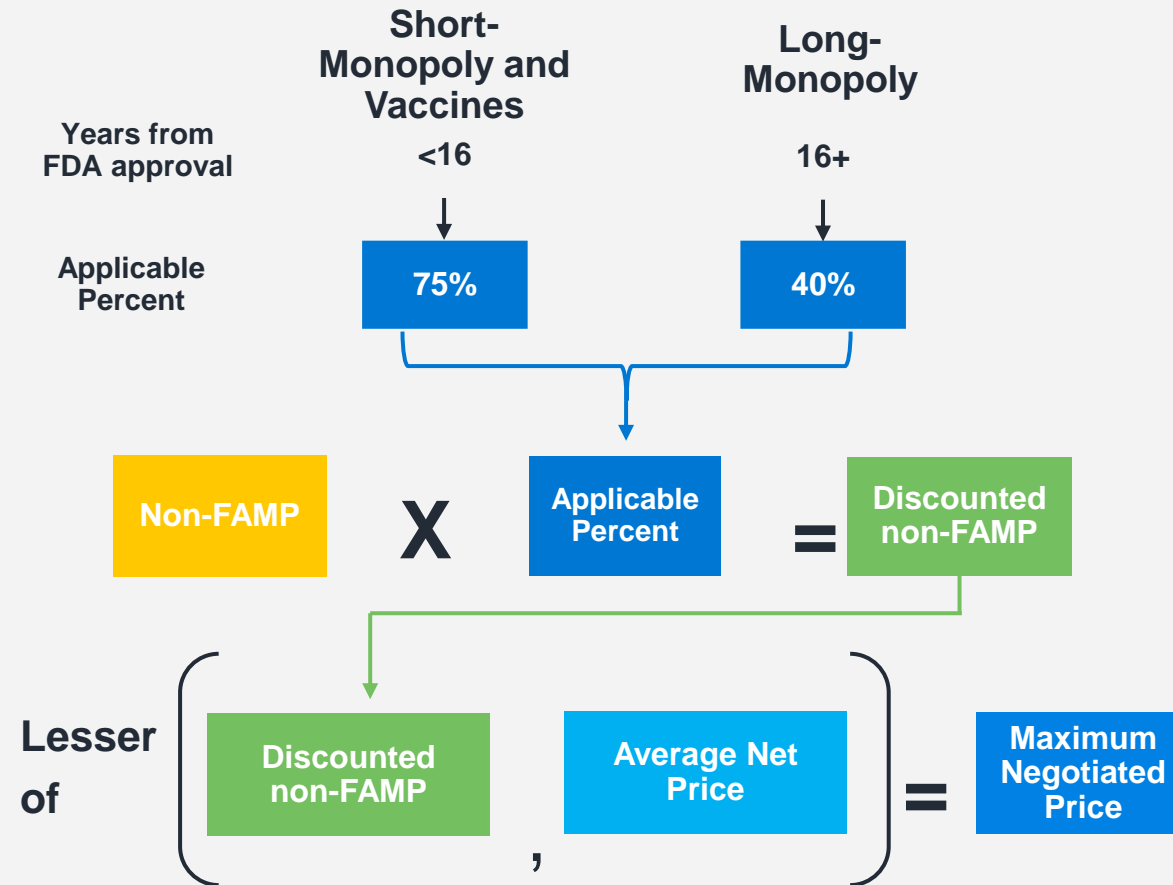 Short-
Monopoly and
Vaccines
Long-
Monopoly
Years from
FDA approval
<16
16+
Applicable
Percent
75%
40%
Non-FAMP
X
Applicable
Percent
=
Discounted
non-FAMP
Lesser
of
Discounted
non-FAMP
,
Average Net
Price
=
Maximum
Negotiated
Price